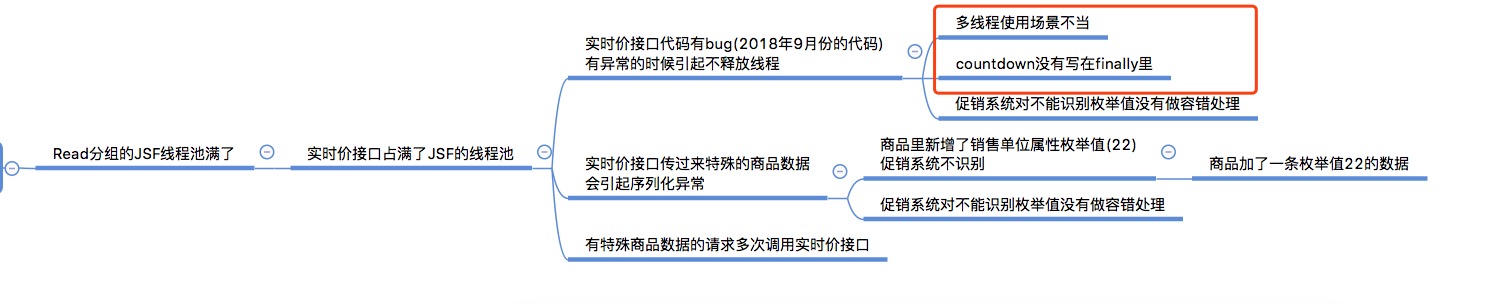 Read分组的JSF线程池满了
实时价接口占满了JSF的线程池
实时价接口代码有bug(2018年9月份的代码)
有异常的时候引起不释放线程
多线程使用场景不当
countdown没有写在finally里
促销系统对不能识别枚举值没有做容错处理
实时价接口传过来特殊的商品数据
会引起序列化异常
商品里新增了销售单位属性枚举值(22)
促销系统不识别
商品加了一条枚举值22的数据
促销系统对不能识别枚举值没有做容错处理
有特殊商品数据的请求多次调用实时价接口